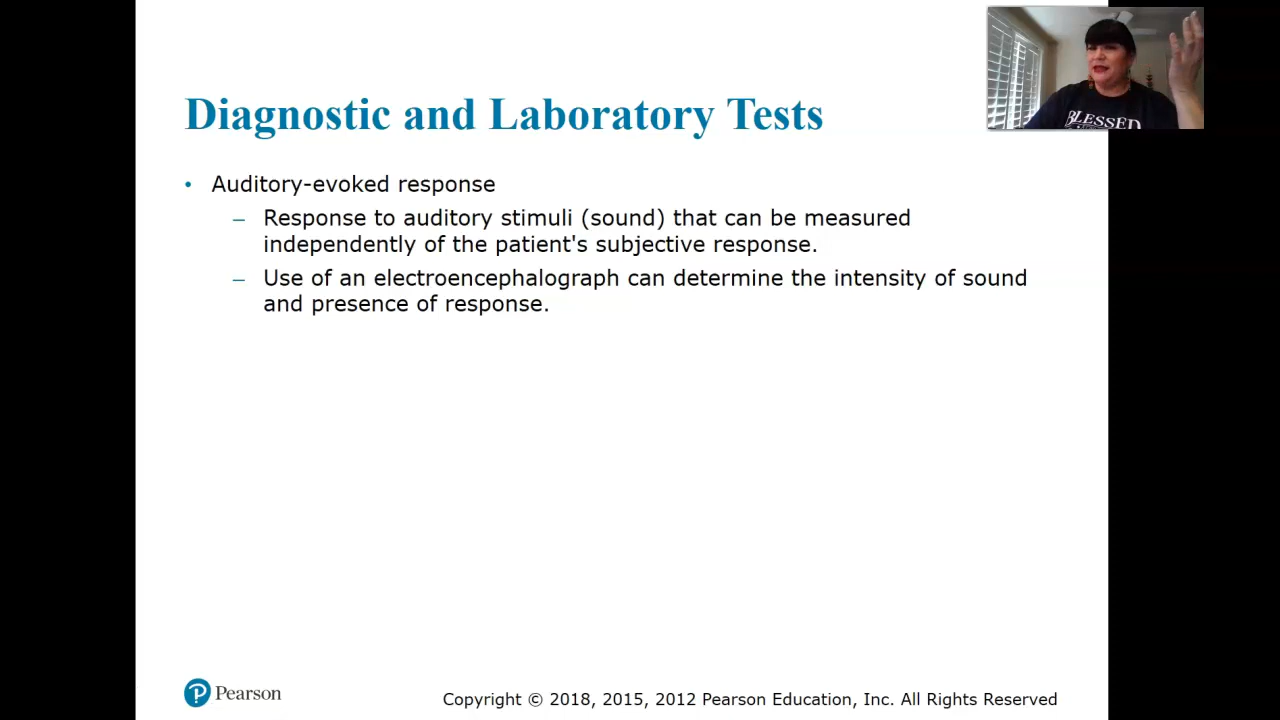 BLESSED
Diagnostic and Laboratory Tests
• Auditory-evoked response
– Response to auditory stimuli (sound) that can be measured
independently of the patient's subjective response.
– Use of an electroencephalograph can determine the intensity of sound
and presence of response.
Pearson
Copyright © 2018, 2015, 2012 Pearson Education, Inc. All Rights Reserved